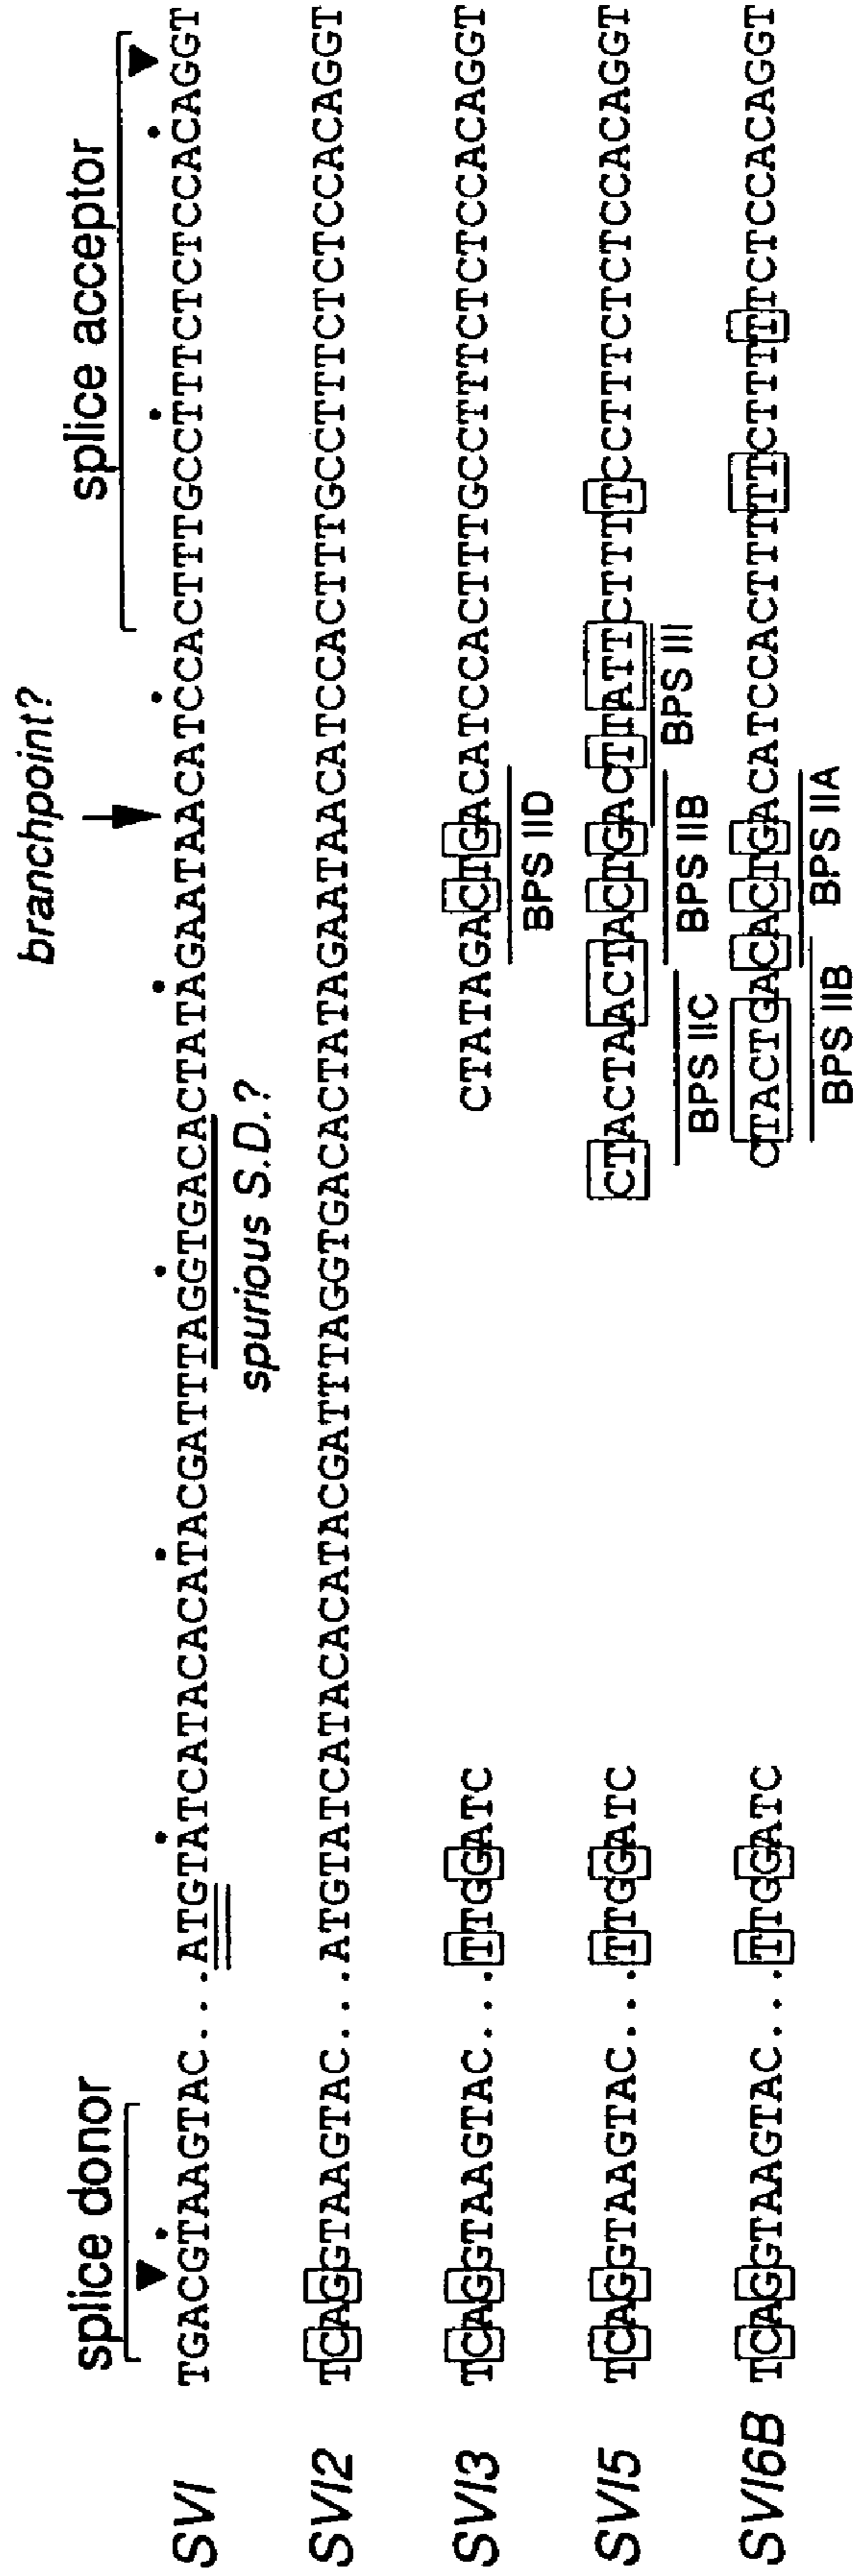 branchpoint?
splice donor
splice acceptor
SVI TGACGTAAGTAC...ATGTATCATACACATACGATTTAGGTGACACTATAGAATAACATCCACTTTGCCTTTCTCTCCACAGGT
spurious S.D.?
SVI2 TCAGGTAAGTAC...ATGTATCATACACATACGATTTAGGTGACACTATAGAATAACATCCACTTTGCCTTTCTCTCCACAGGT
SVI3 TCAGGTAAGTAC...TTGGATC CTATAGACTGACATCCACTTTGCCTTTCTCTCCACAGGT
BPS IID
SVI5 TCAGGTAAGTAC...TTGGATC CTACTAACTACTGACTTATTCTTTTCCTTTCTCTCCACAGGT
BPS IIC BPS IIB BPS III
SVI6B TCAGGTAAGTAC...TTGGATC CTACTGACACTGACATCCACTTTTTCTTTTTCTCCACAGGT
BPS IIB BPS IIA